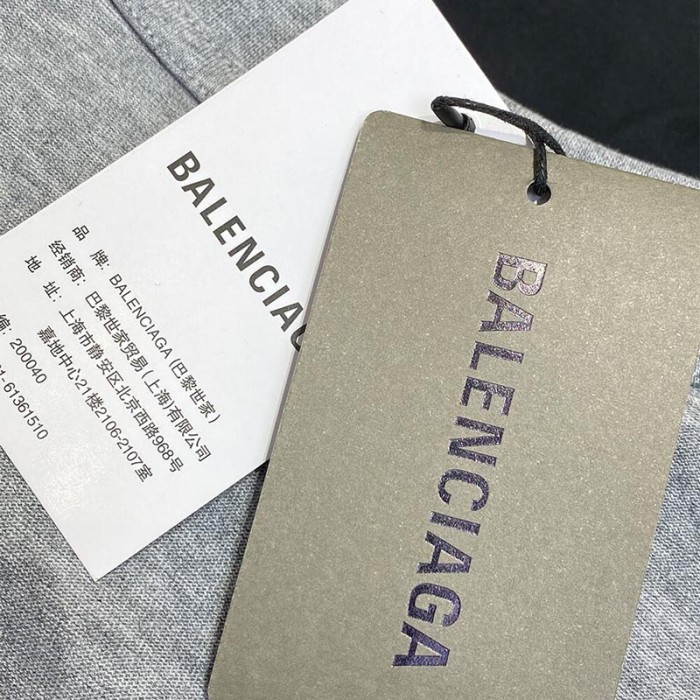 BALENCIAGA
品 牌: BALENCIAGA (巴黎世家)
经销商: 巴黎世家贸易(上海)有限公司
地 址: 上海市静安区北京西路968号
嘉地中心21楼2106-2107室
编: 200040
1-61361510
BALENCIAGA